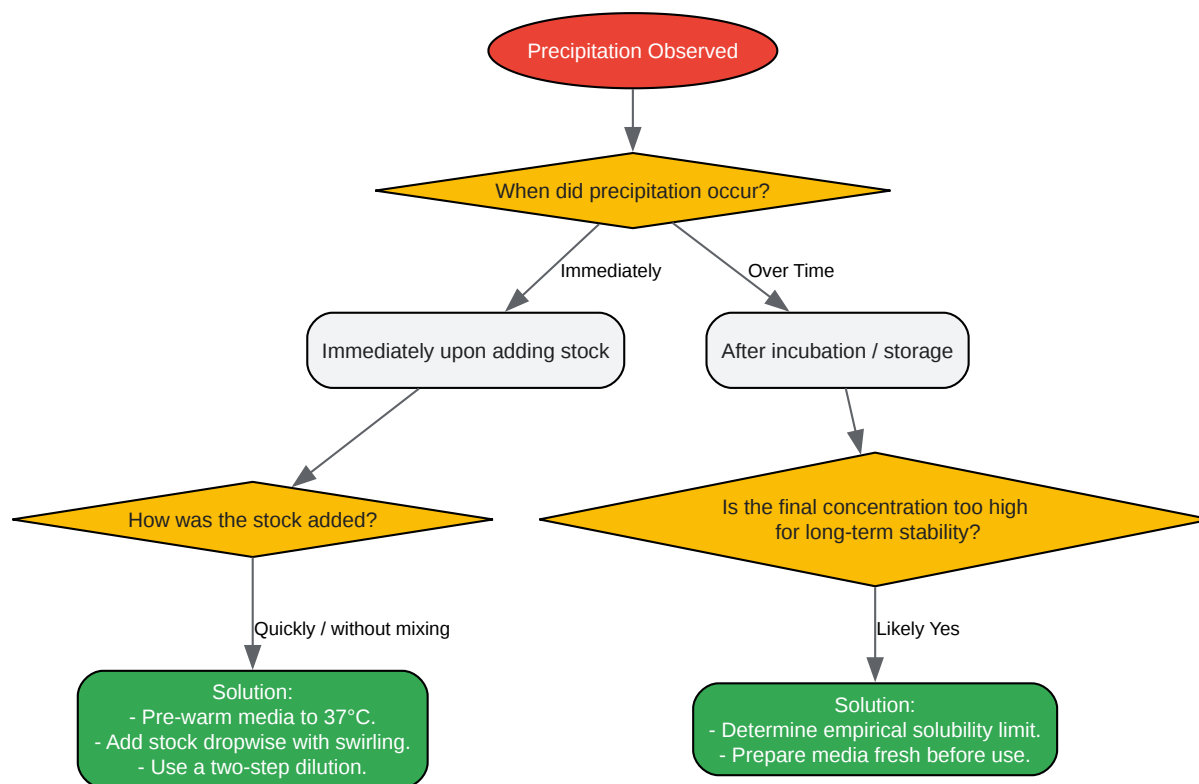 Precipitation Observed
When did precipitation occur?
Immediately
Over Time
Immediately upon adding stock
After incubation / storage
How was the stock added?
Is the final concentration too high
for long-term stability?
Quickly / without mixing
Likely Yes
Solution:
- Pre-warm media to 37°C.
- Add stock dropwise with swirling.
- Use a two-step dilution.
Solution:
- Determine empirical solubility limit.
- Prepare media fresh before use.